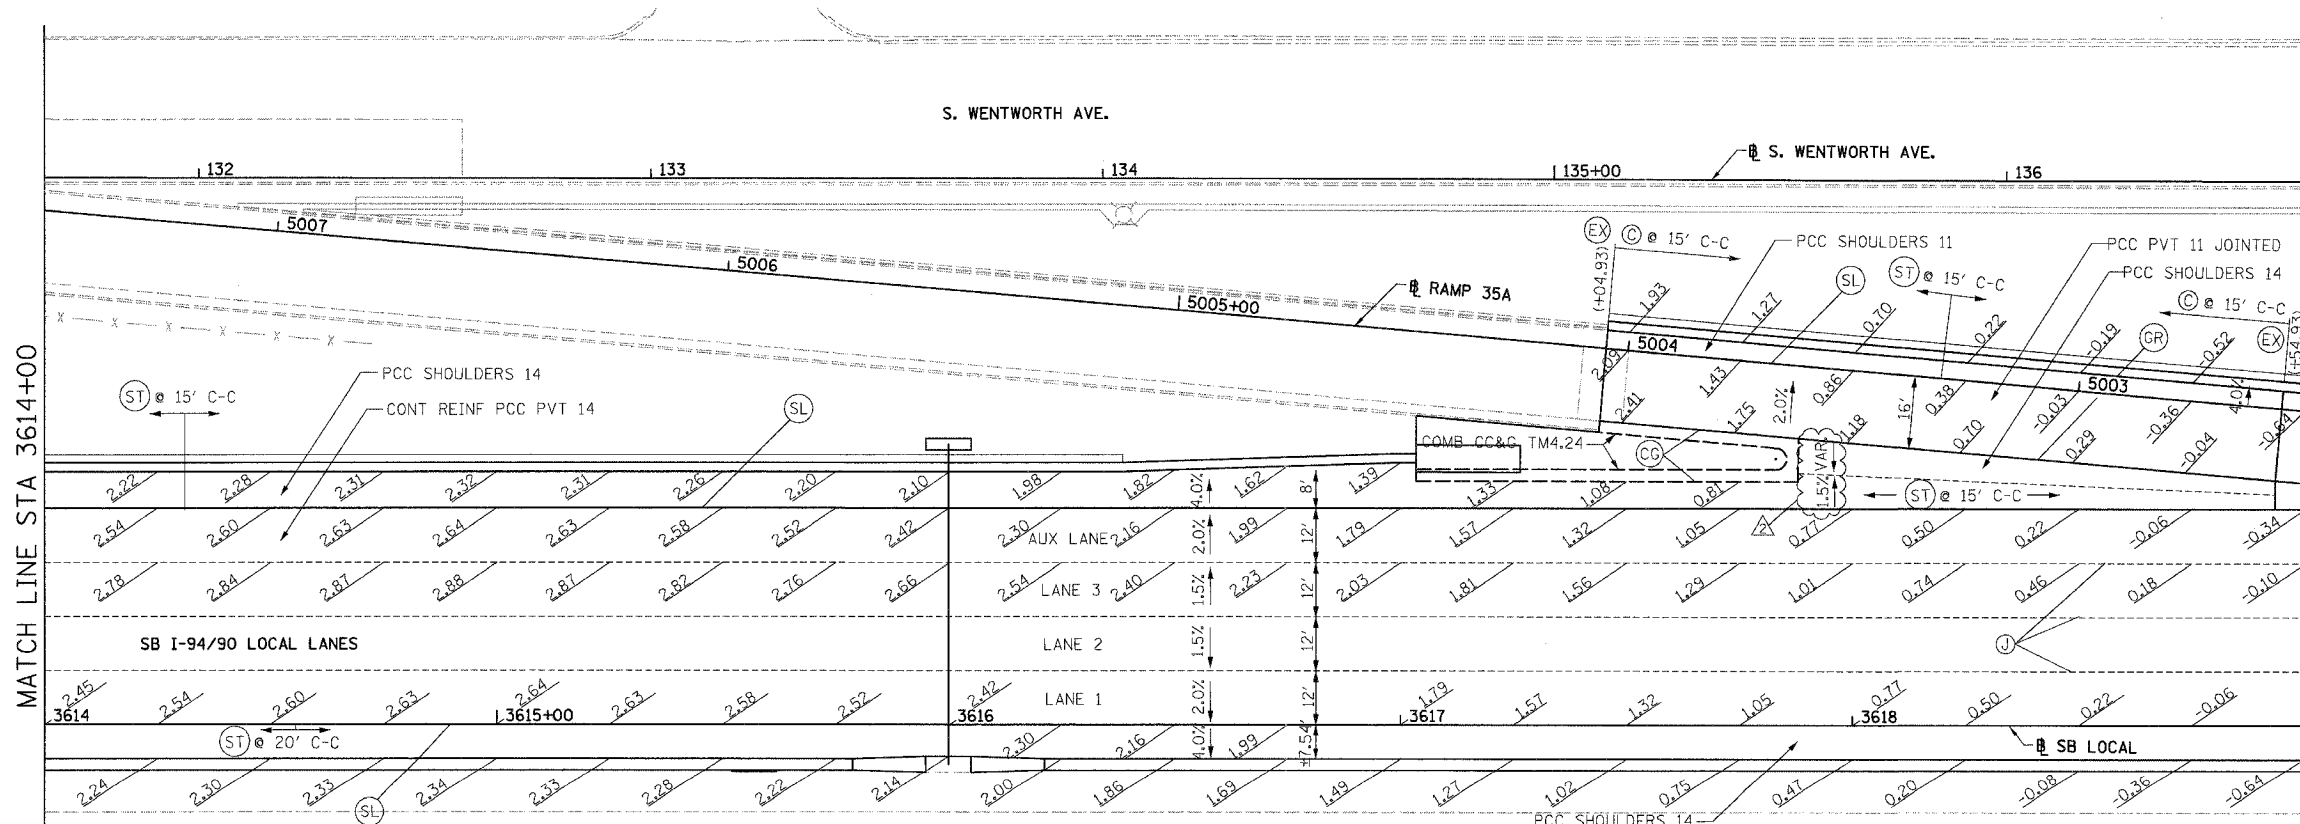 S. WENTWORTH AVE.
℄ S. WENTWORTH AVE.
132
133
134
135+00
136
5007
5006
5005+00
5004
5003
℄ RAMP 35A
EX
C @ 15' C-C
(+04.93)
PCC SHOULDERS 11
SL
ST @ 15' C-C
PCC PVT 11 JOINTED
PCC SHOULDERS 14
C @ 15' C-C
GR
EX
(+54.93)
1.93
1.27
0.70
0.22
-0.19
-0.52
2.09
1.43
0.86
0.38
-0.03
-0.36
-0.64
2.41
1.75
1.18
0.70
0.29
-0.04
2.0%
16'
4.0%
X X X X X X
MATCH LINE STA 3614+00
ST @ 15' C-C
PCC SHOULDERS 14
CONT REINF PCC PVT 14
SL
COMB CC&G TM4.24
CG
1.5%
VAR.
2
ST @ 15' C-C
2.22 2.28 2.31 2.32 2.31 2.26 2.20 2.10 1.98 1.82 4.0% 1.62 8' 1.39 1.33 1.08 0.81
2.54 2.60 2.63 2.64 2.63 2.58 2.52 2.42 2.30 AUX LANE 2.16 2.0% 1.99 12' 1.79 1.57 1.32 1.05 0.77 0.50 0.22 -0.06 -0.34
2.78 2.84 2.87 2.88 2.87 2.82 2.76 2.66 2.54 LANE 3 2.40 1.5% 2.23 12' 2.03 1.81 1.56 1.29 1.01 0.74 0.46 0.18 -0.10
SB I-94/90 LOCAL LANES
LANE 2 1.5% 12'
J
2.45 2.54 2.60 2.63 2.64 2.63 2.58 2.52 2.42 LANE 1 2.0% 12' 1.79 1.57 1.32 1.05 0.77 0.50 0.22 -0.06
3614
3615+00
3616
3617
3618
ST @ 20' C-C
2.30 2.16 4.0% 1.99 ±7.54'
℄ SB LOCAL
2.24 2.30 2.33 2.34 2.33 2.28 2.22 2.14 2.00 1.86 1.69 1.49 1.27 1.02 0.75 0.47 0.20 -0.08 -0.36 -0.64
SL
PCC SHOULDERS 14